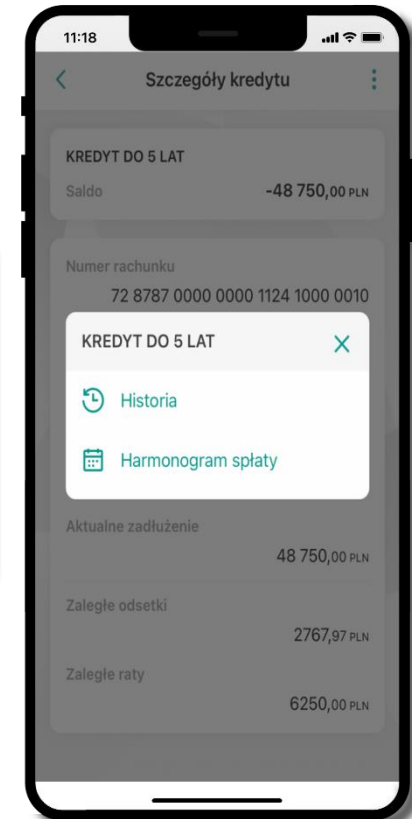 11:18
Szczegóły kredytu
KREDYT DO 5 LAT
Saldo -48 750,00 PLN
Numer rachunku
72 8787 0000 0000 1124 1000 0010
KREDYT DO 5 LAT
Historia
Harmonogram spłaty
Aktualne zadłużenie
48 750,00 PLN
Zaległe odsetki
2767,97 PLN
Zaległe raty
6250,00 PLN